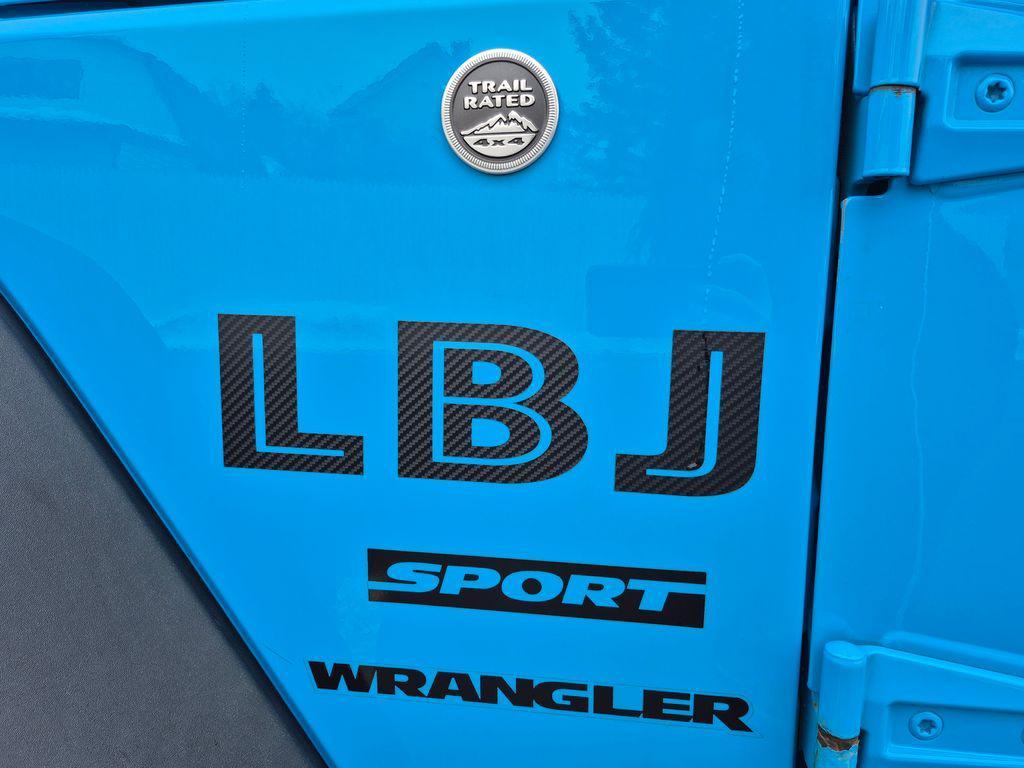 TRAIL
RATED
4x4
LBJ
SPORT
WRANGLER